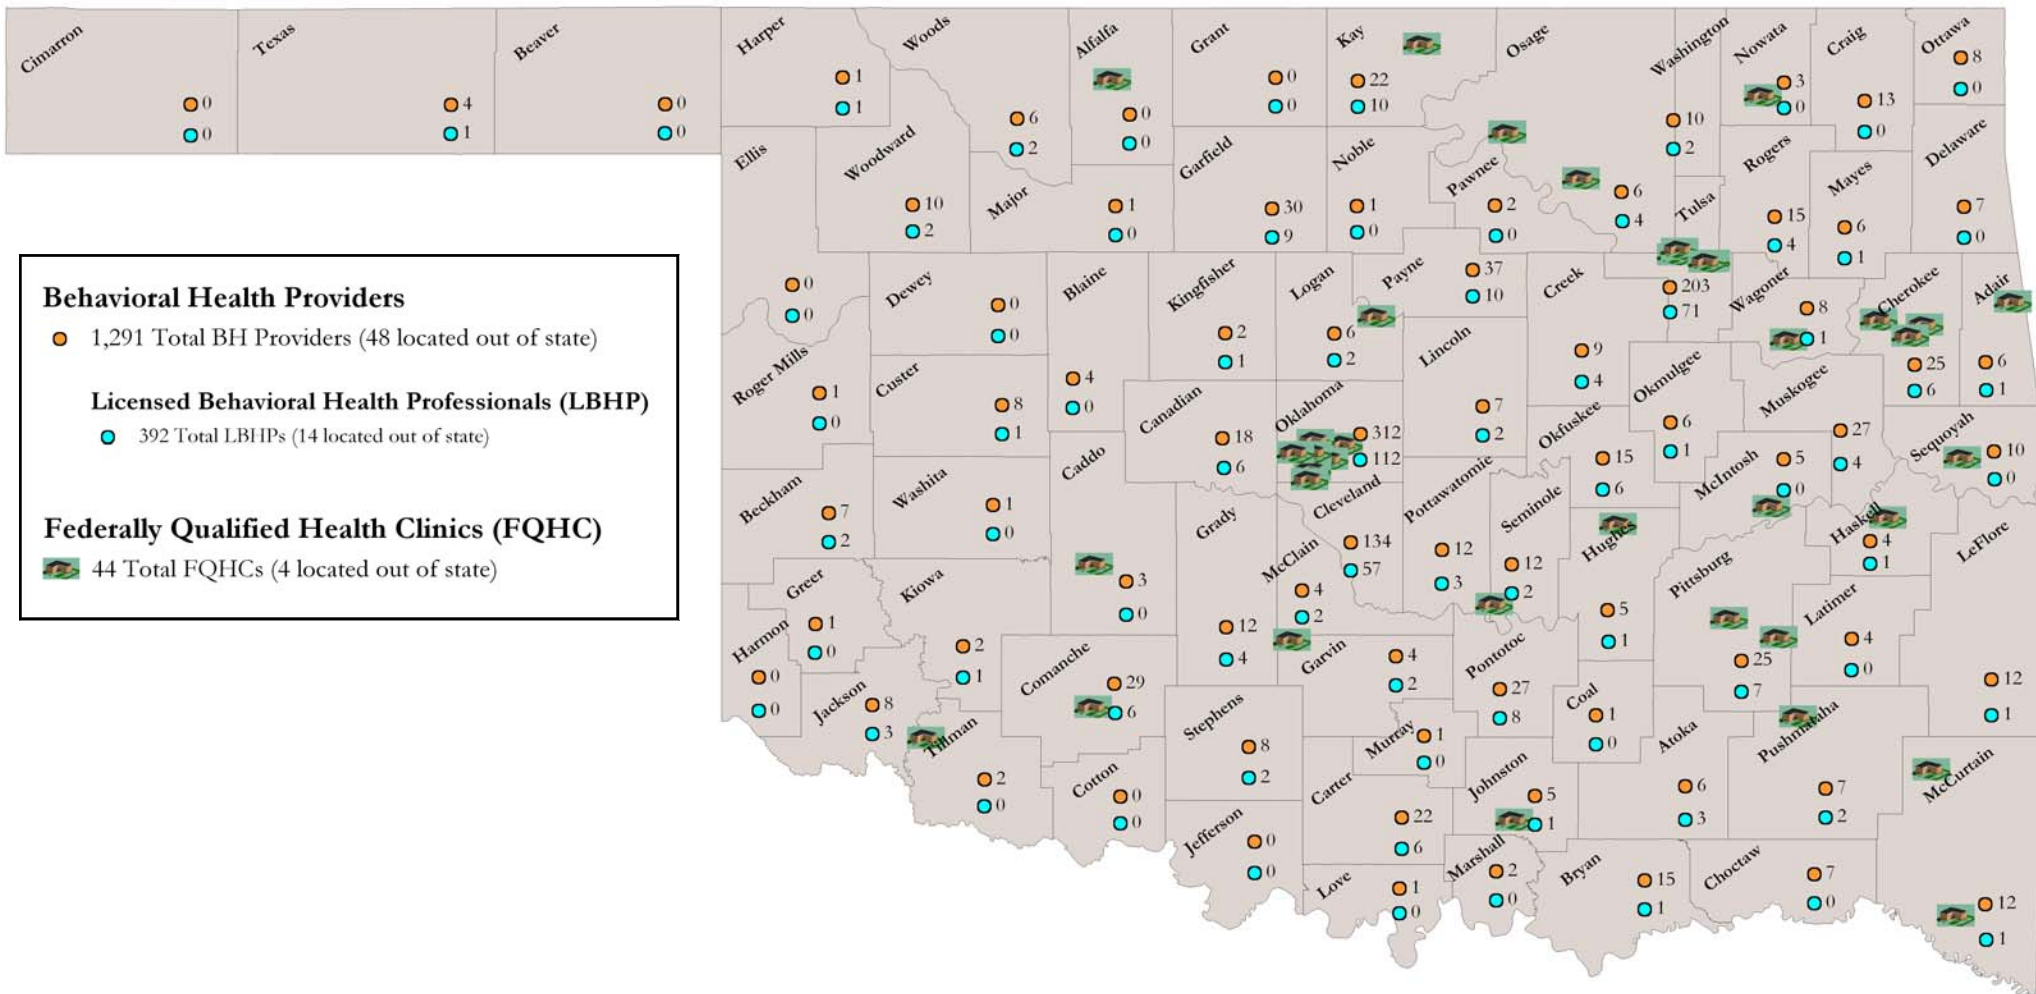 Cimarron
0
0
Texas
4
1
Beaver
0
0
Harper
1
1
Woods
6
2
Alfalfa
0
0
Grant
0
0
Kay
22
10
Osage
6
4
Washington
10
2
Nowata
3
0
Craig
13
0
Ottawa
8
0
Ellis
0
0
Woodward
10
2
Major
1
0
Garfield
30
9
Noble
1
0
Pawnee
2
0
Tulsa
203
71
Rogers
15
4
Mayes
6
1
Delaware
7
0
Behavioral Health Providers
1,291 Total BH Providers (48 located out of state)
Licensed Behavioral Health Professionals (LBHP)
392 Total LBHPs (14 located out of state)
Federally Qualified Health Clinics (FQHC)
44 Total FQHCs (4 located out of state)
Roger Mills
1
0
Dewey
0
0
Custer
8
1
Blaine
4
0
Kingfisher
2
1
Logan
6
2
Payne
37
10
Lincoln
7
2
Creek
9
4
Wagoner
8
1
Cherokee
25
6
Adair
6
1
Canadian
18
6
Oklahoma
312
112
Okfuskee
15
6
Okmulgee
6
1
Muskogee
27
4
McIntosh
5
0
Sequoyah
10
0
Beckham
7
2
Washita
1
0
Caddo
3
0
Grady
12
4
McClain
4
2
Cleveland
134
57
Pottawatomie
12
3
Seminole
12
2
Hughes
5
1
Pittsburg
25
7
Haskell
4
1
LeFlore
12
1
Latimer
4
0
Harmon
0
0
Greer
1
0
Kiowa
2
1
Jackson
8
3
Comanche
29
6
Tillman
2
0
Cotton
0
0
Stephens
8
2
Jefferson
0
0
Garvin
4
2
Murray
1
0
Carter
22
6
Love
1
0
Pontotoc
27
8
Johnston
5
1
Marshall
2
0
Coal
1
0
Atoka
6
3
Bryan
15
1
Pushmataha
7
2
Choctaw
7
0
McCurtain
12
1